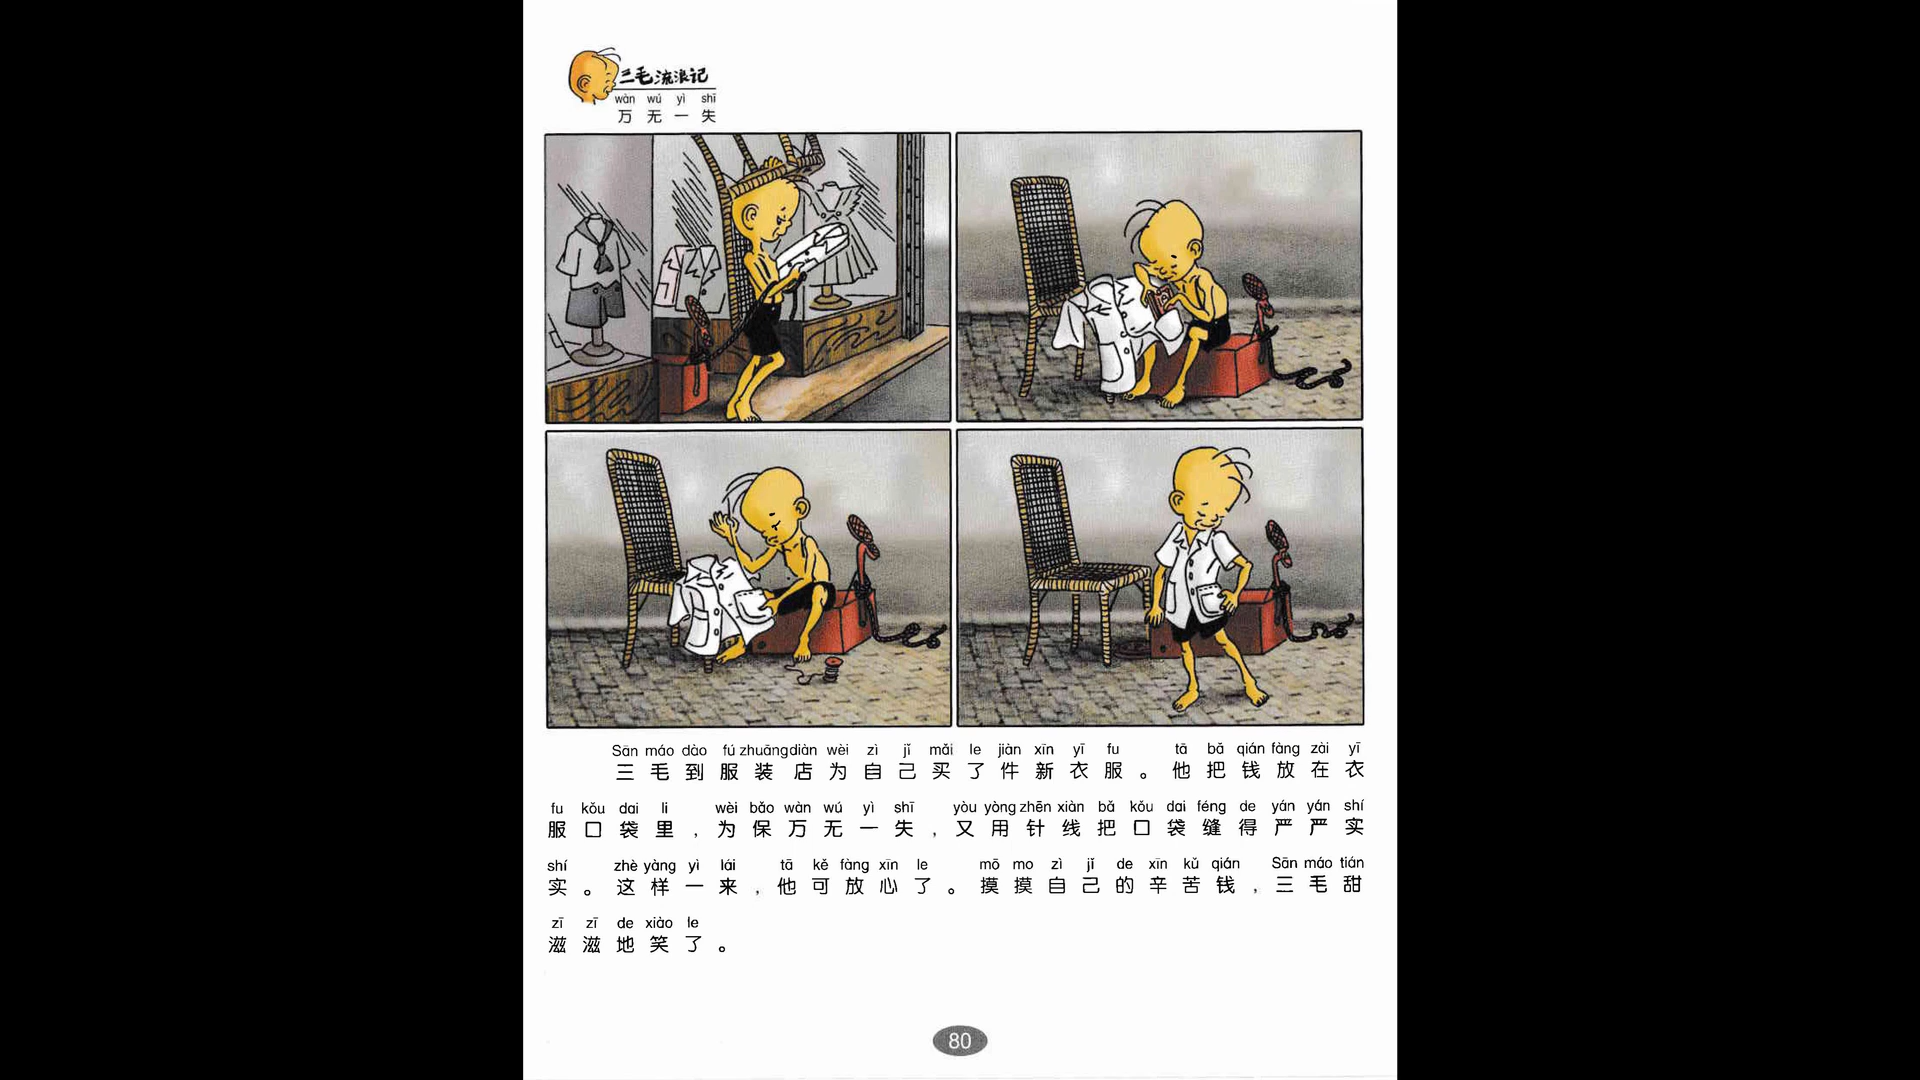 三毛流浪记
wàn wú yì shī
万无一失
Sān máo dào fú zhuāng diàn wèi zì jǐ mǎi le jiàn xīn yī fu tā bǎ qián fàng zài yī
三毛到服装店为自己买了件新衣服。他把钱放在衣
fu kǒu dai li wèi bǎo wàn wú yì shī yòu yòng zhēn xiàn bǎ kǒu dai féng de yán yán shí
服口袋里，为保万无一失，又用针线把口袋缝得严严实
shí zhè yàng yì lái tā kě fàng xīn le mō mo zì jǐ de xīn kǔ qián Sān máo tián
实。这样一来，他可放心了。摸摸自己的辛苦钱，三毛甜
zī zī de xiào le
滋滋地笑了。
80